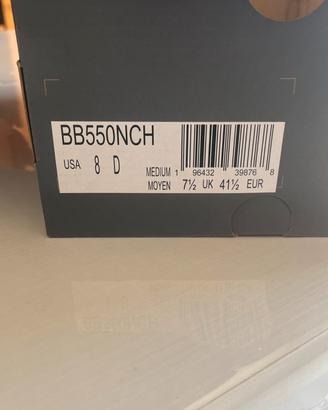 BB550NCH
USA 8 D MEDIUM 1 96432 39876 8
MOYEN 7½ UK 41½ EUR